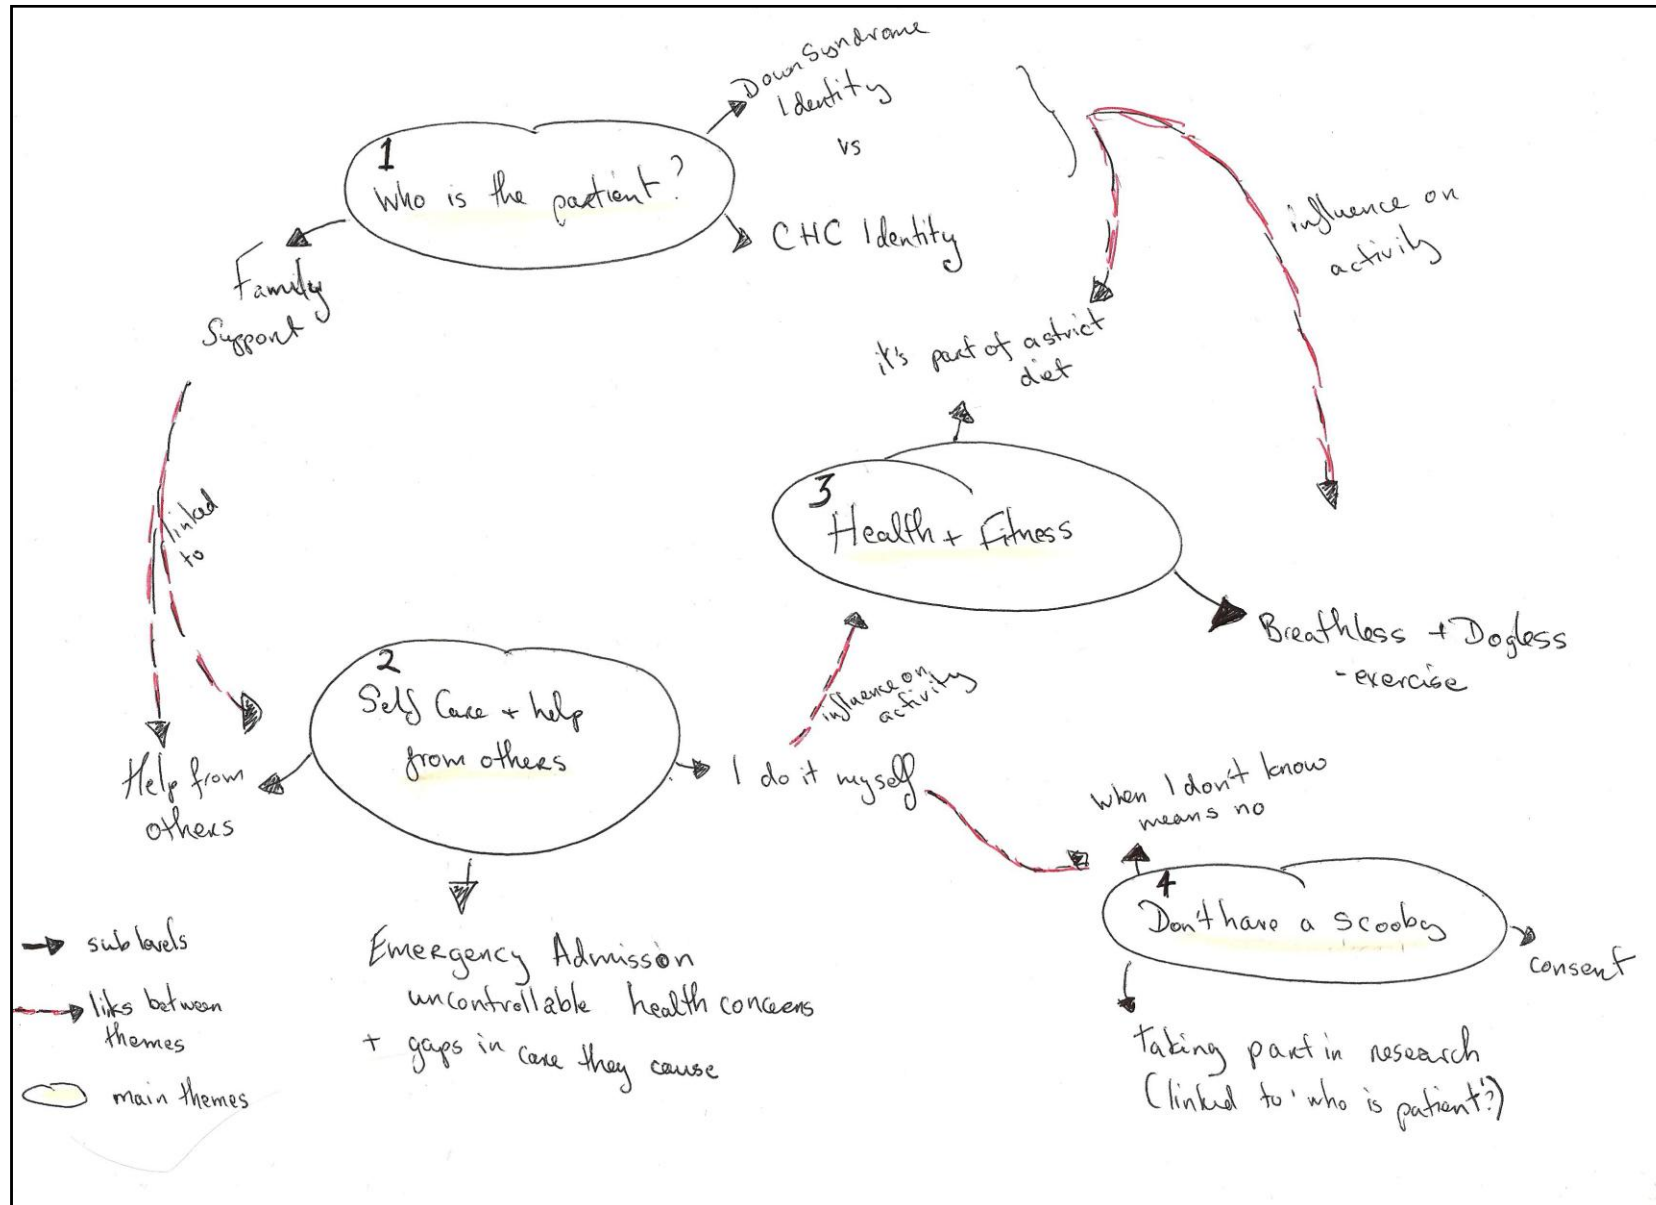 1
Who is the patient?
Down Syndrome
Identity
vs
CHC Identity
Family
Support
influence on
activity
it's part of a strict
diet
3
Health + Fitness
Breathless + Dogless
- exercise
linked
to
2
Self Care + help
from others
Help from
others
I do it myself
influence on
activity
when I don't know
means no
4
Don't have a scooby
consent
taking part in research
(linked to 'who is patient?')
Emergency Admission
uncontrollable health concerns
+ gaps in care they cause
sub levels
liks between
themes
main themes